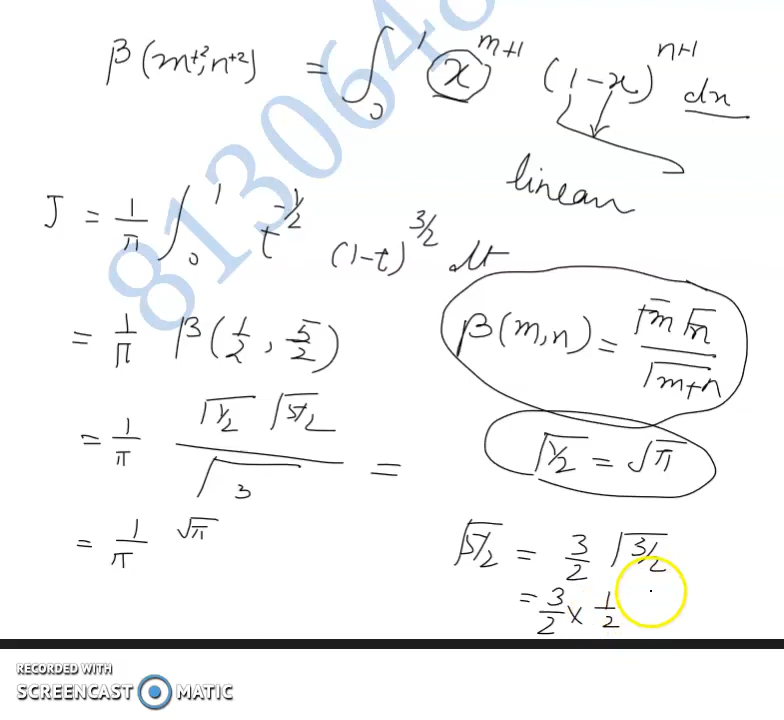 β(m+2, n+2) = ∫₀¹ x^(m+1) (1-x)^(n+1) dx
linear
J = 1/π ∫₀¹ t^(-1/2) (1-t)^(3/2) dt
= 1/π β(1/2, 5/2)
β(m,n) = Γm Γn / Γm+n
= 1/π Γ1/2 Γ5/2 / Γ3 =
Γ1/2 = √π
= 1/π √π
Γ5/2 = 3/2 Γ3/2
= 3/2 × 1/2
RECORDED WITH
SCREENCAST MATIC